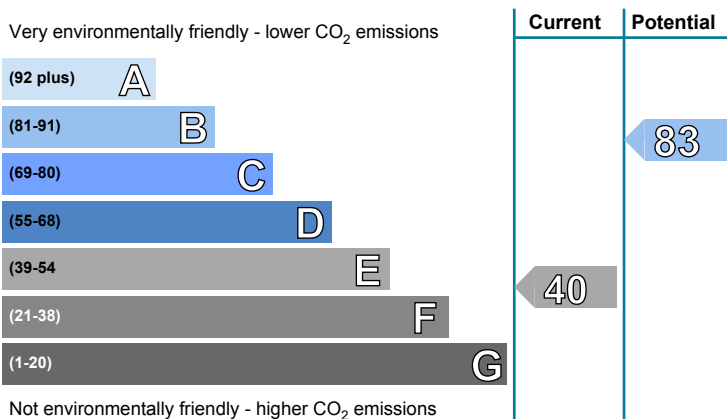 Current Potential
Very environmentally friendly - lower CO2 emissions
(92 plus) A
(81-91) B
83
(69-80) C
(55-68) D
(39-54 E
40
(21-38) F
(1-20) G
Not environmentally friendly - higher CO2 emissions